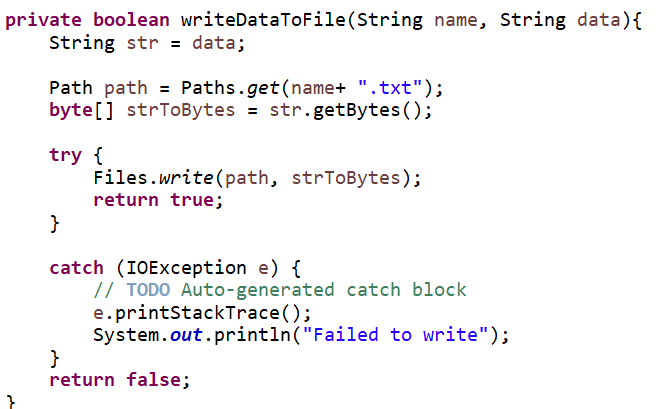 private boolean writeDataToFile(String name, String data){
String str = data;
Path path = Paths.get(name+ ".txt");
byte[] strToBytes = str.getBytes();
try {
Files.write(path, strToBytes);
return true;
}
catch (IOException e) {
// TODO Auto-generated catch block
e.printStackTrace();
System.out.println("Failed to write");
}
return false;
}